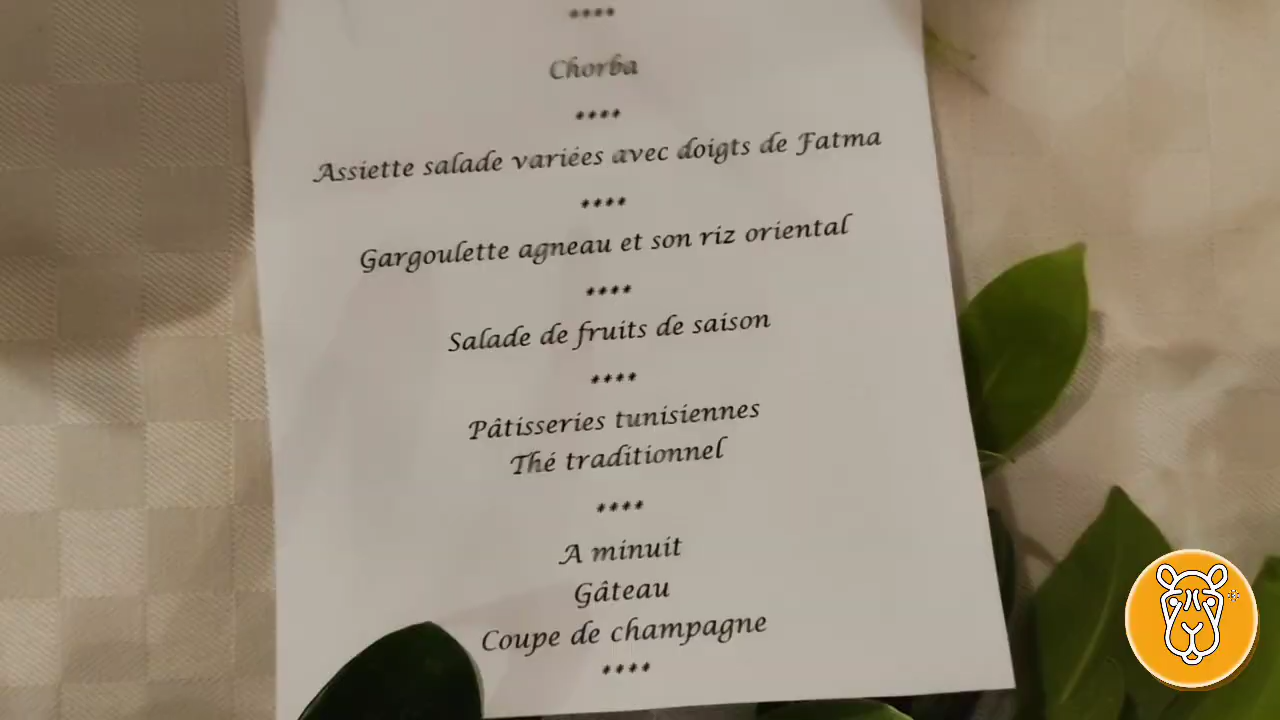 ****
Chorba
****
Assiette salade variées avec doigts de Fatma
****
Gargoulette agneau et son riz oriental
****
Salade de fruits de saison
****
Pâtisseries tunisiennes
Thé traditionnel
****
A minuit
Gâteau
Coupe de champagne
****